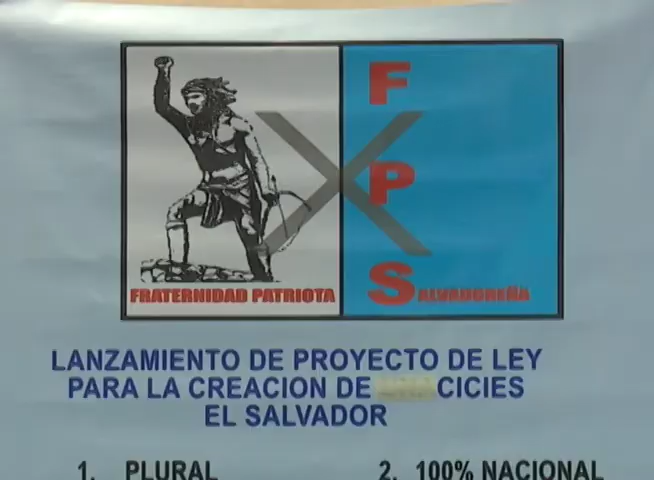 F
P
FRATERNIDAD PATRIOTA
SALVADOREÑA
LANZAMIENTO DE PROYECTO DE LEY
PARA LA CREACION DE CICIES
EL SALVADOR
1. PLURAL
2. 100% NACIONAL